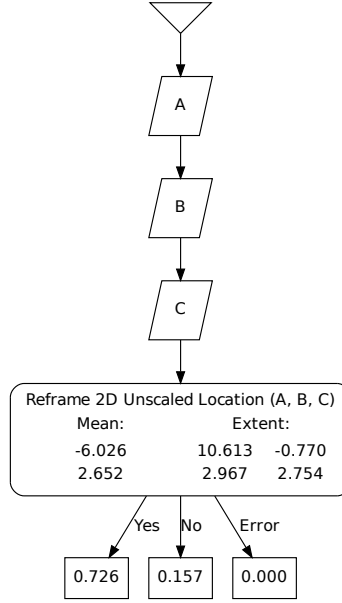 A
B
C
Reframe 2D Unscaled Location (A, B, C)
Mean: Extent:
-6.026 10.613 -0.770
2.652 2.967 2.754
Yes No Error
0.726 0.157 0.000